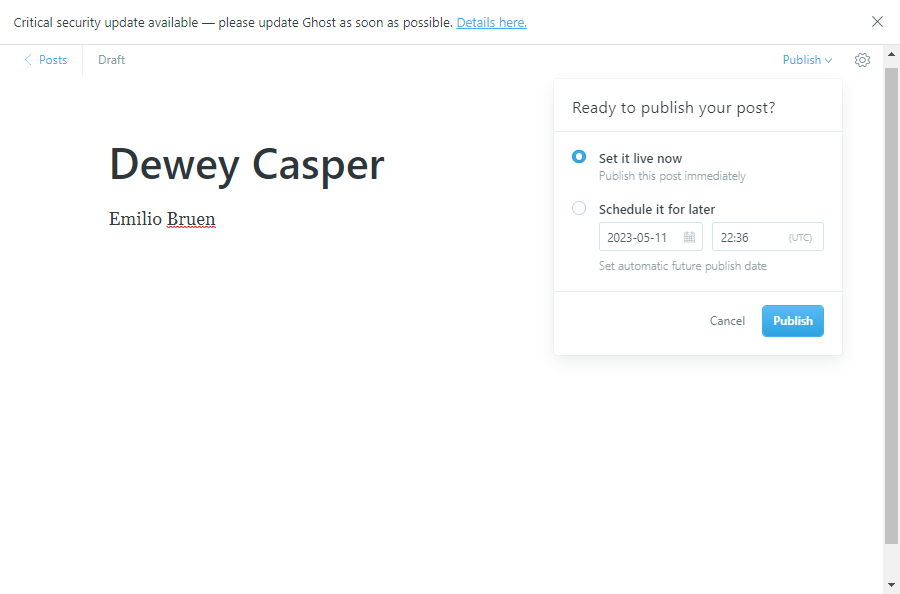 Critical security update available — please update Ghost as soon as possible. Details here.
Posts
Draft
Publish
Ready to publish your post?
Dewey Casper
Set it live now
Publish this post immediately
Schedule it for later
Emilio Bruen
2023-05-11
22:36
(UTC)
Set automatic future publish date
Cancel
Publish